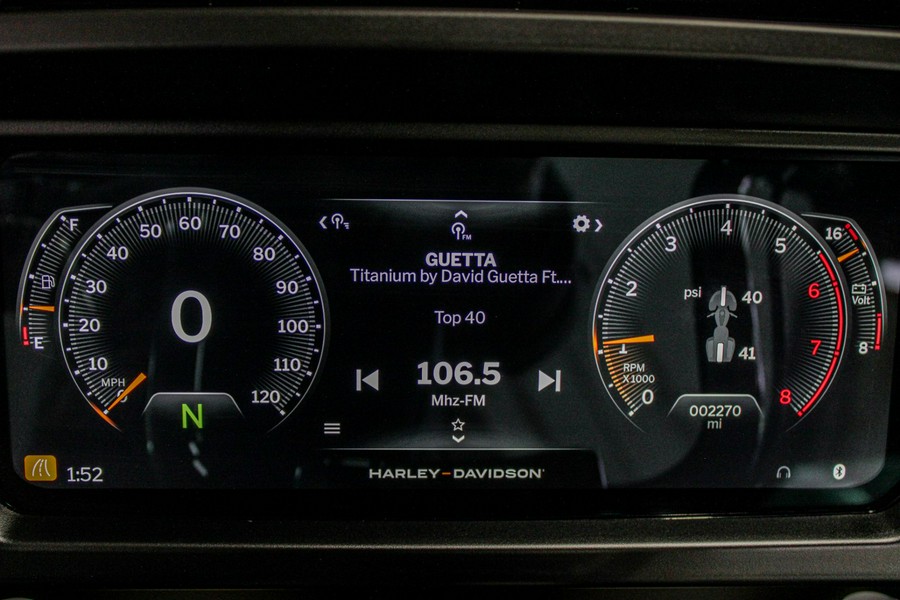 F
E
10
20
30
40
50
60
70
80
90
100
110
120
MPH
0
N
1:52
FM
GUETTA
Titanium by David Guetta Ft....
Top 40
106.5
Mhz-FM
HARLEY-DAVIDSON
0
1
2
3
4
5
6
7
8
RPM
X1000
psi
40
41
002270
mi
16
Volt
8